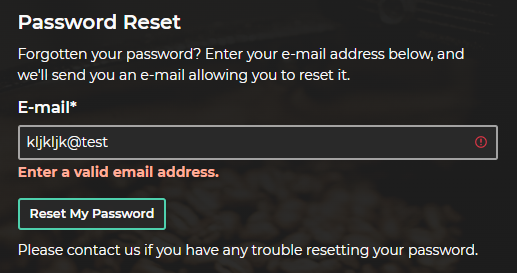 Password Reset
Forgotten your password? Enter your e-mail address below, and
we'll send you an e-mail allowing you to reset it.
E-mail*
kljkljk@test
Enter a valid email address.
Reset My Password
Please contact us if you have any trouble resetting your password.